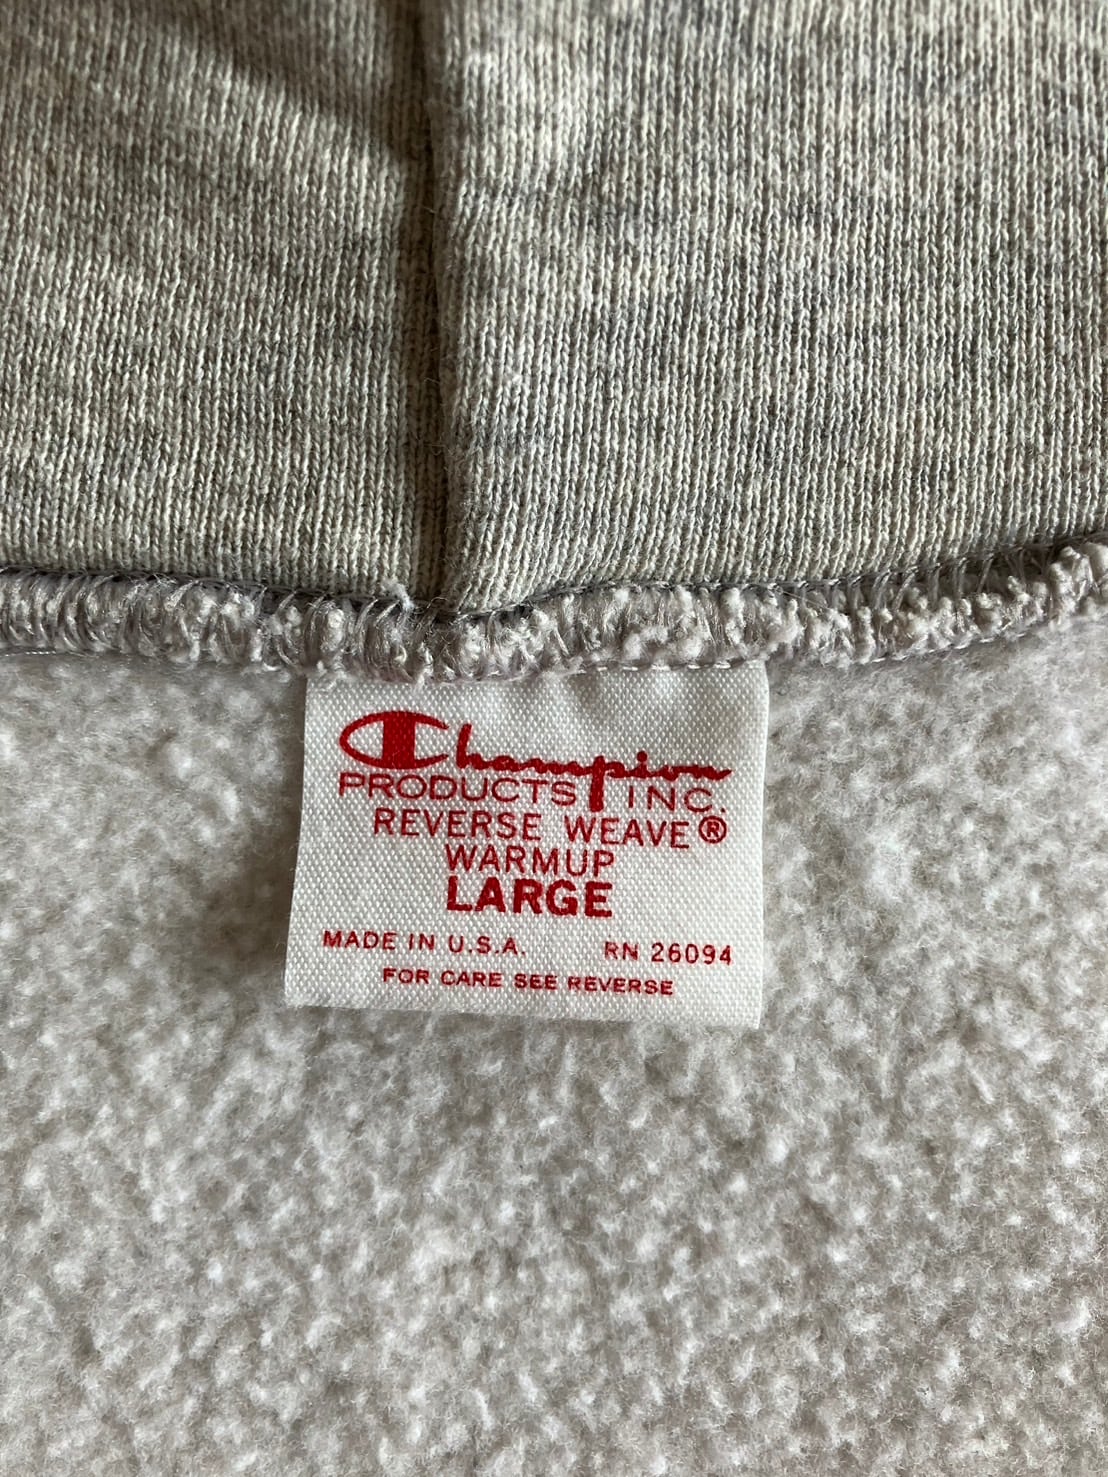 Champion
PRODUCTS INC.
REVERSE WEAVE®
WARMUP
LARGE
MADE IN U.S.A. RN 26094
FOR CARE SEE REVERSE